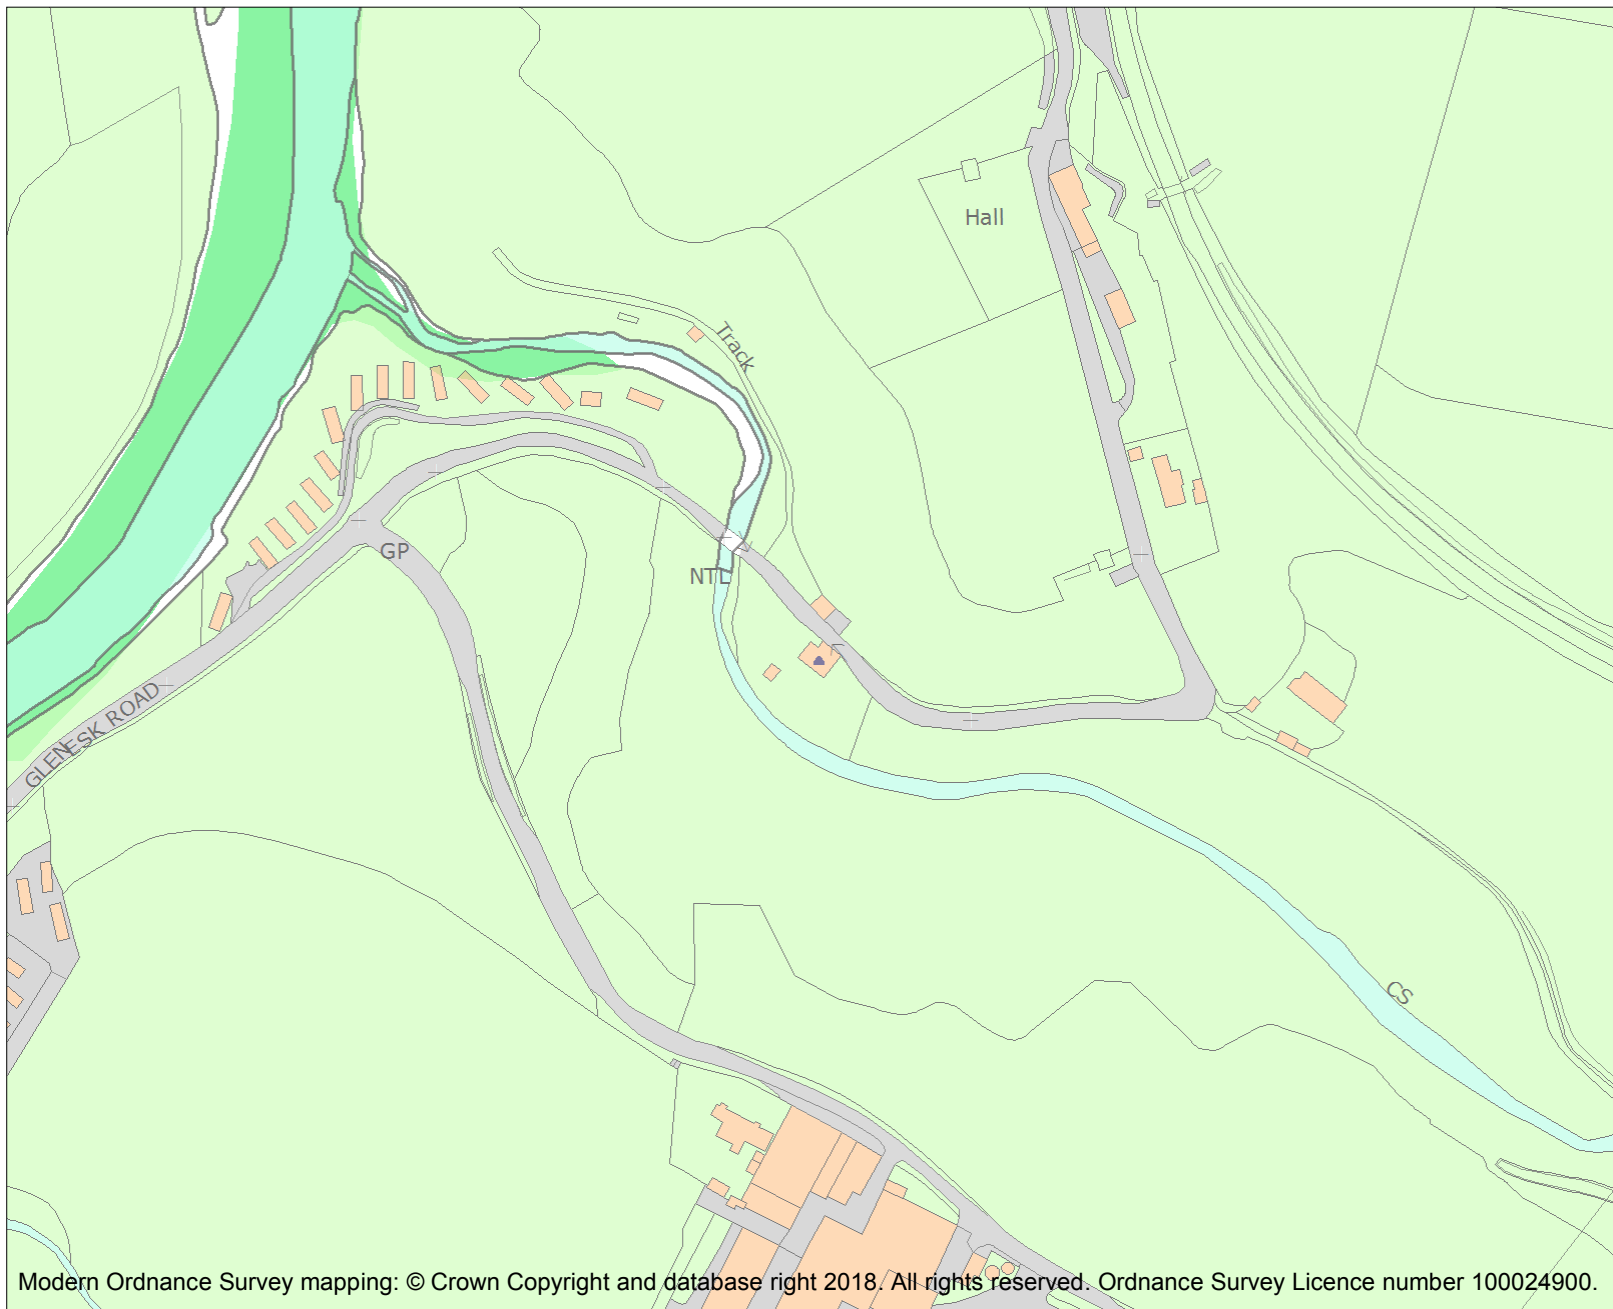 Hall
Track
GP
NTL
GLENESK ROAD
CS
Modern Ordnance Survey mapping: © Crown Copyright and database right 2018. All rights reserved. Ordnance Survey Licence number 100024900.